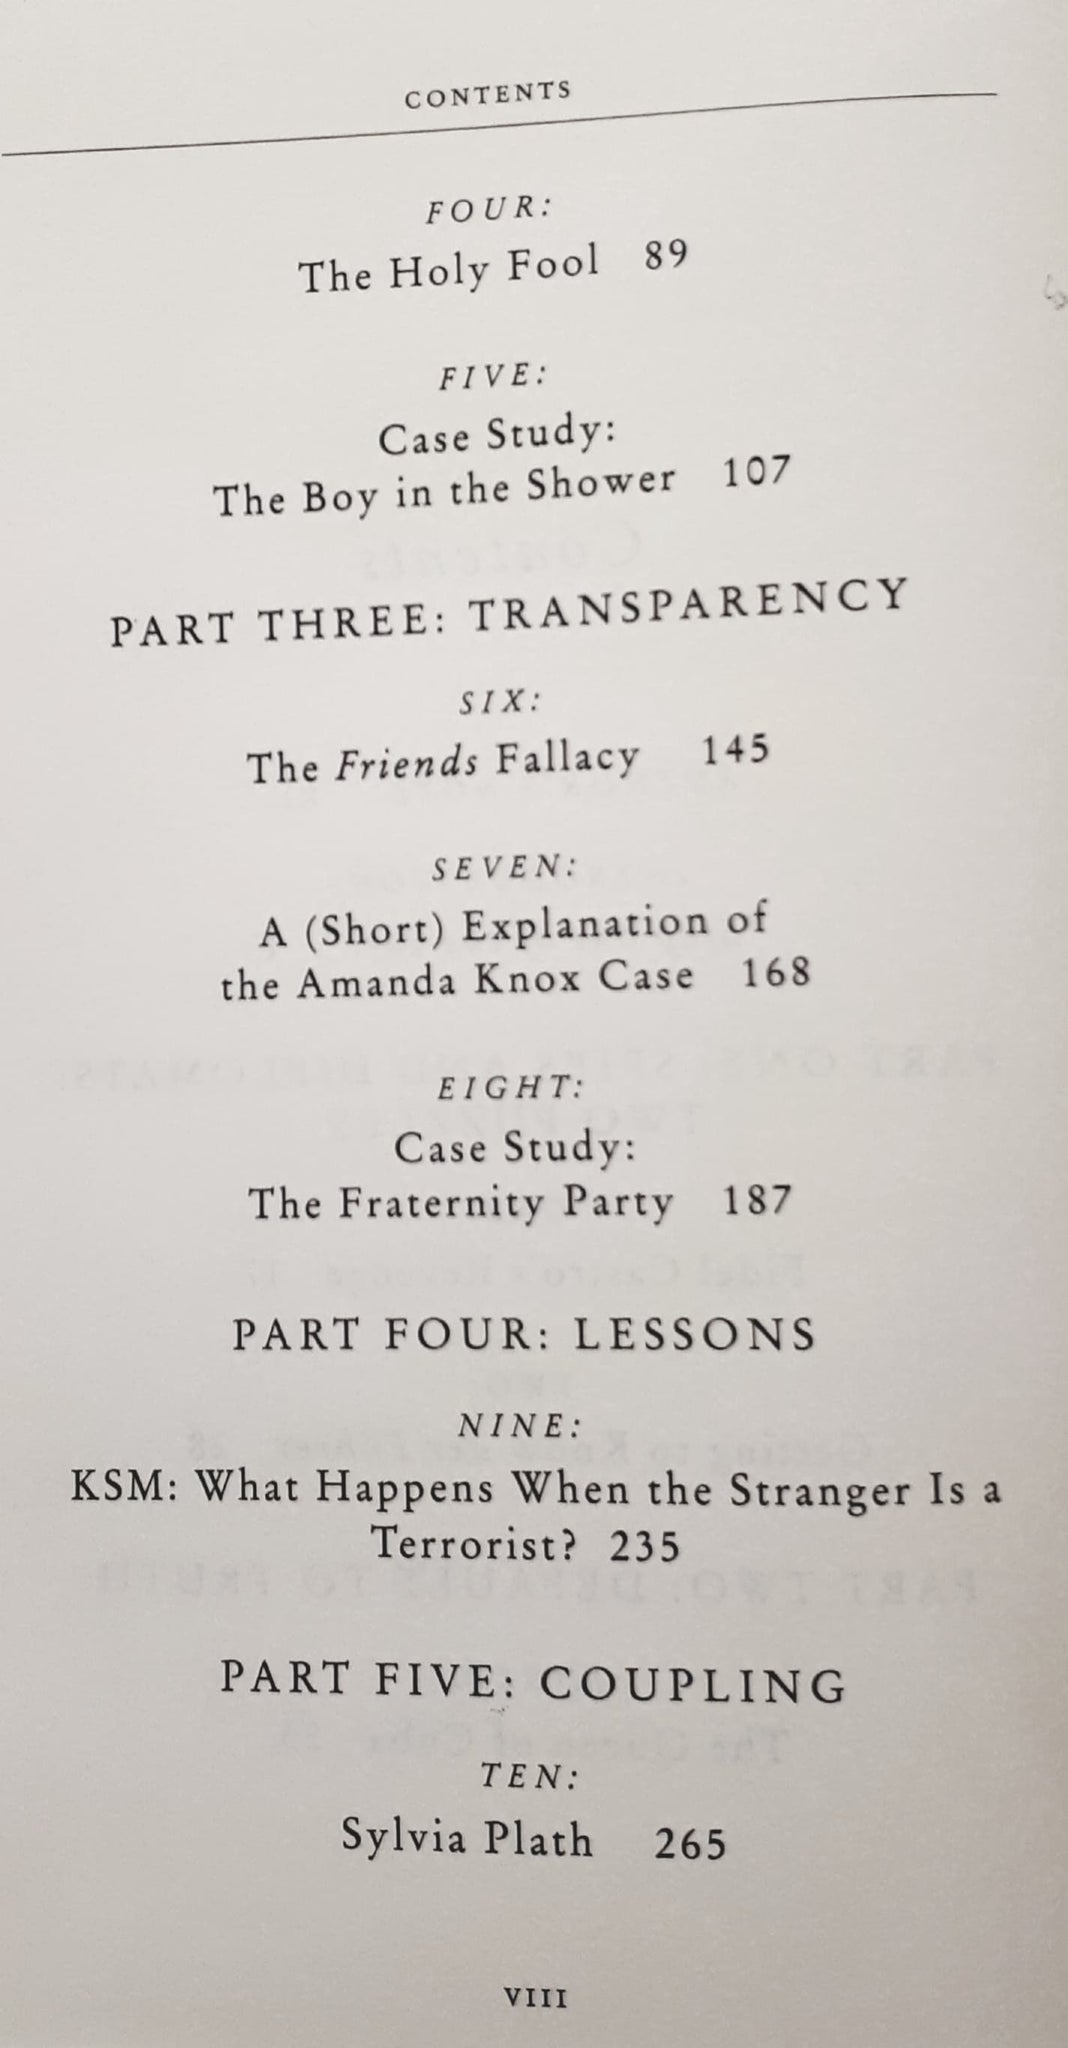 CONTENTS
FOUR:
The Holy Fool 89
FIVE:
Case Study:
The Boy in the Shower 107
PART THREE: TRANSPARENCY
SIX:
The Friends Fallacy 145
SEVEN:
A (Short) Explanation of
the Amanda Knox Case 168
EIGHT:
Case Study:
The Fraternity Party 187
PART FOUR: LESSONS
NINE:
KSM: What Happens When the Stranger Is a
Terrorist? 235
PART FIVE: COUPLING
TEN:
Sylvia Plath 265
VIII